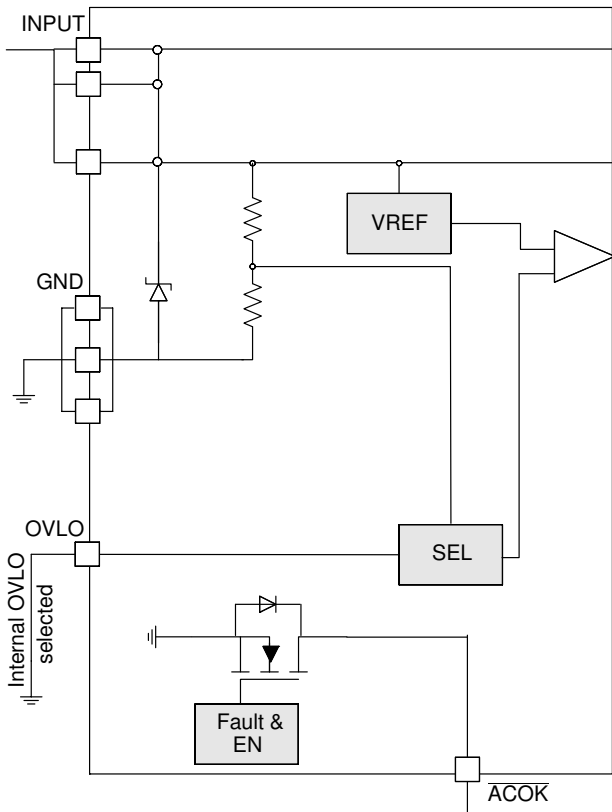 INPUT
VREF
GND
OVLO
SEL
Internal OVLO
selected
Fault &
EN
ACOK